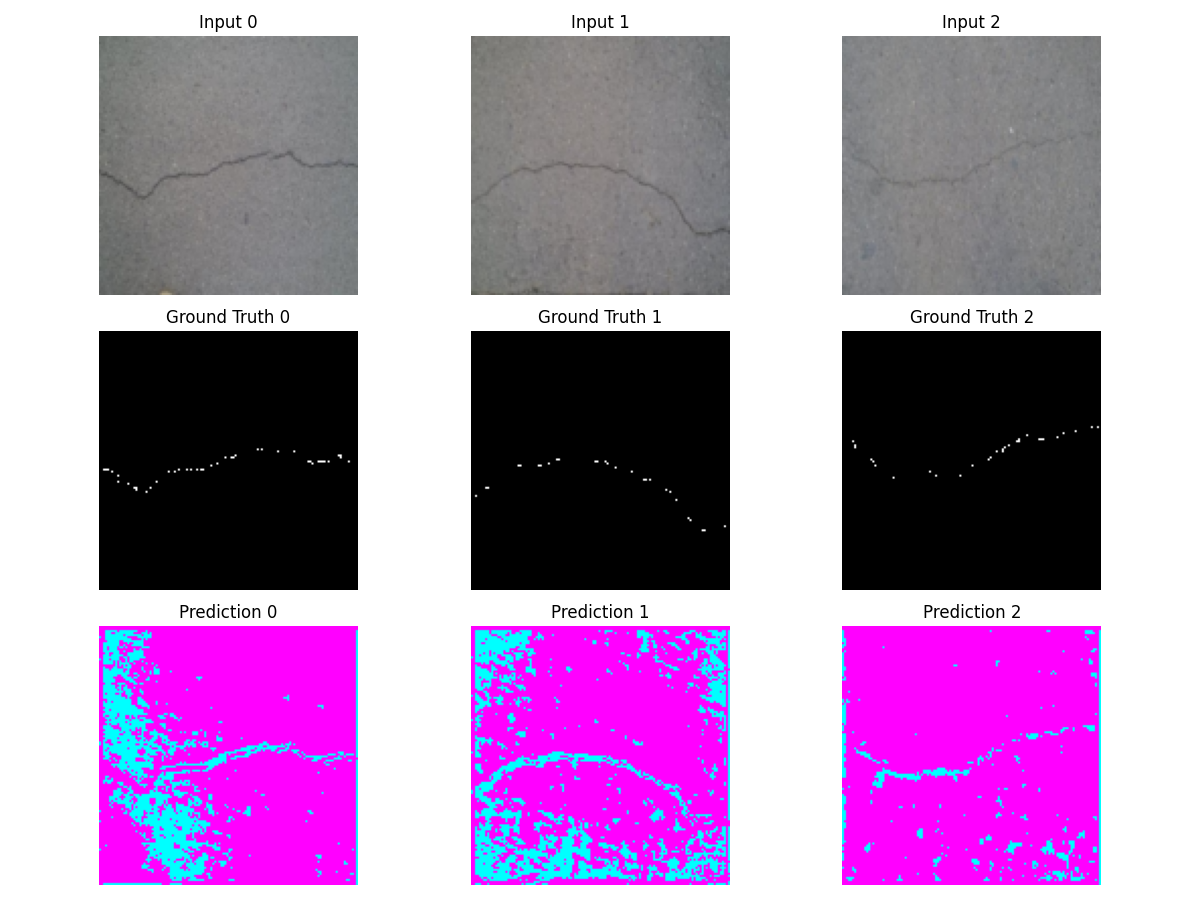 Input 0
Input 1
Input 2
Ground Truth 0
Ground Truth 1
Ground Truth 2
Prediction 0
Prediction 1
Prediction 2